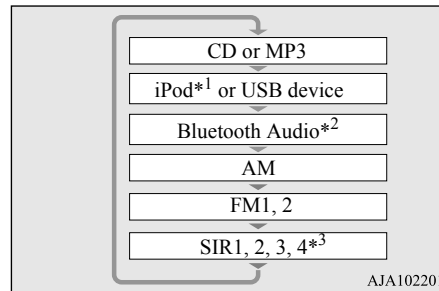 CD or MP3
iPod*1 or USB device
Bluetooth Audio*2
AM
FM1, 2
SIR1, 2, 3, 4*3
AJA102201